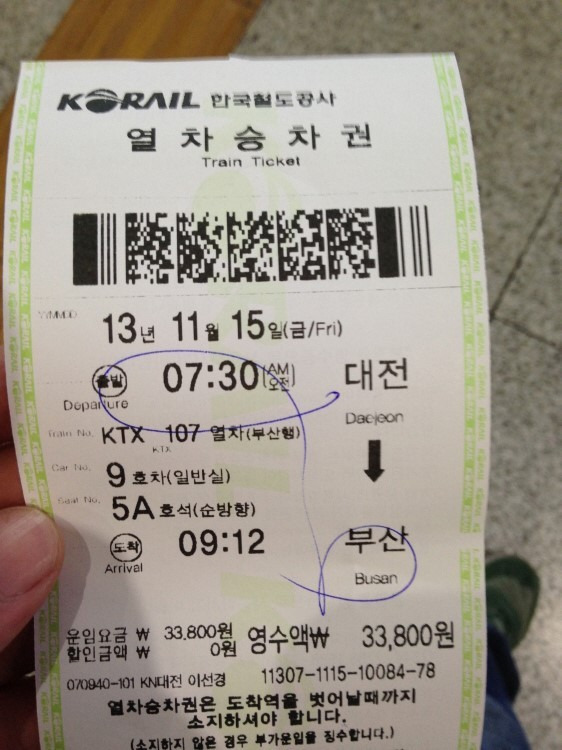 KORAIL 한국철도공사
열차승차권
Train Ticket
YYMMDD
13년 11월 15일(금/Fri)
출발 07:30 (AM 오전) 대전
Departure Daejeon
Train No. KTX 107 열차(부산행)
KTX
Car No. 9 호차(일반실)
Seat No. 5A 호석(순방향)
도착 09:12 부산
Arrival Busan
운임요금 ₩ 33,800원 영수액₩ 33,800원
할인금액 ₩ 0원
070940-101 KN대전 이선경 11307-1115-10084-78
열차승차권은 도착역을 벗어날때까지
소지하셔야 합니다.
(소지하지 않은 경우 부가운임을 징수합니다.)